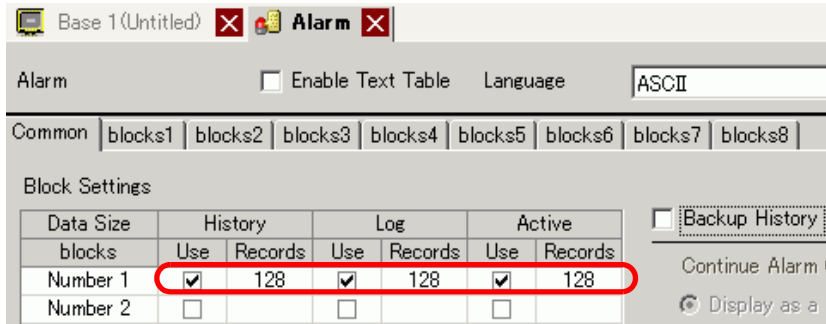 Base 1(Untitled) Alarm
Alarm Enable Text Table Language ASCII
Common blocks1 blocks2 blocks3 blocks4 blocks5 blocks6 blocks7 blocks8
Block Settings
Data Size History Log Active Backup History
blocks Use Records Use Records Use Records
Continue Alarm
Number 1 128 128 128
Number 2 Display as a